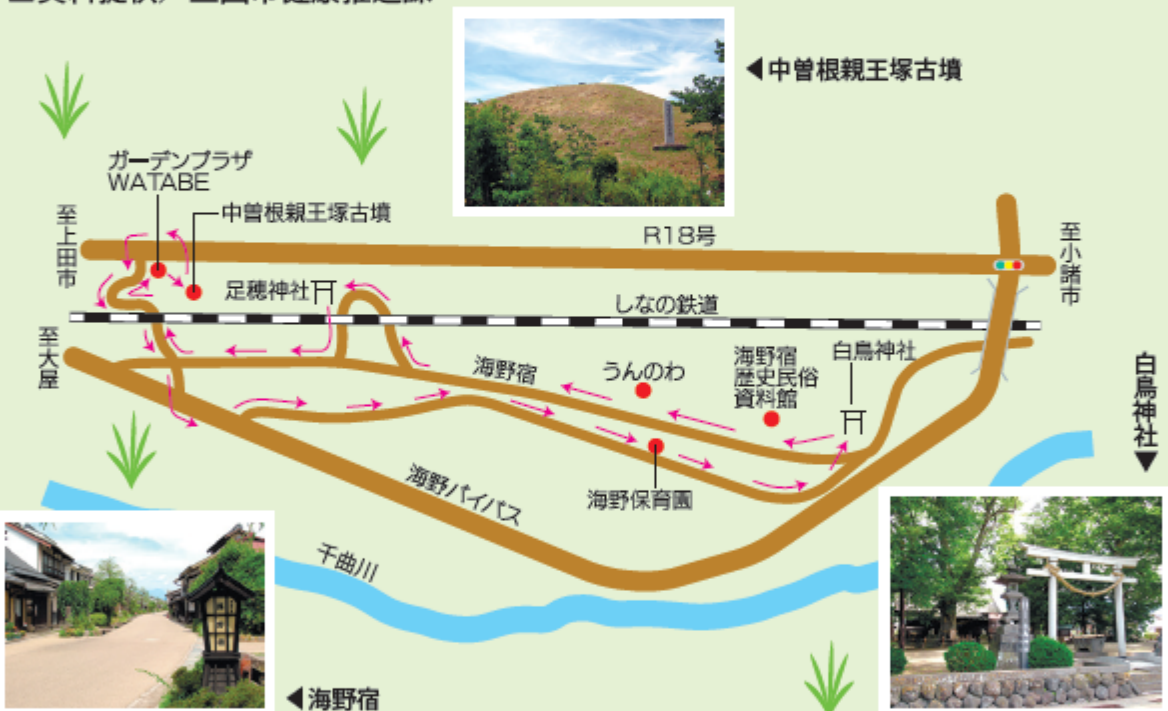 ◀中曽根親王塚古墳
ガーデンプラザ
WATABE
中曽根親王塚古墳
至上田市
R18号
至小諸市
足穂神社
しなの鉄道
至大屋
海野宿
うんのわ
海野宿
歴史民俗
資料館
白鳥神社
白鳥神社▼
海野保育園
海野バイパス
千曲川
◀海野宿